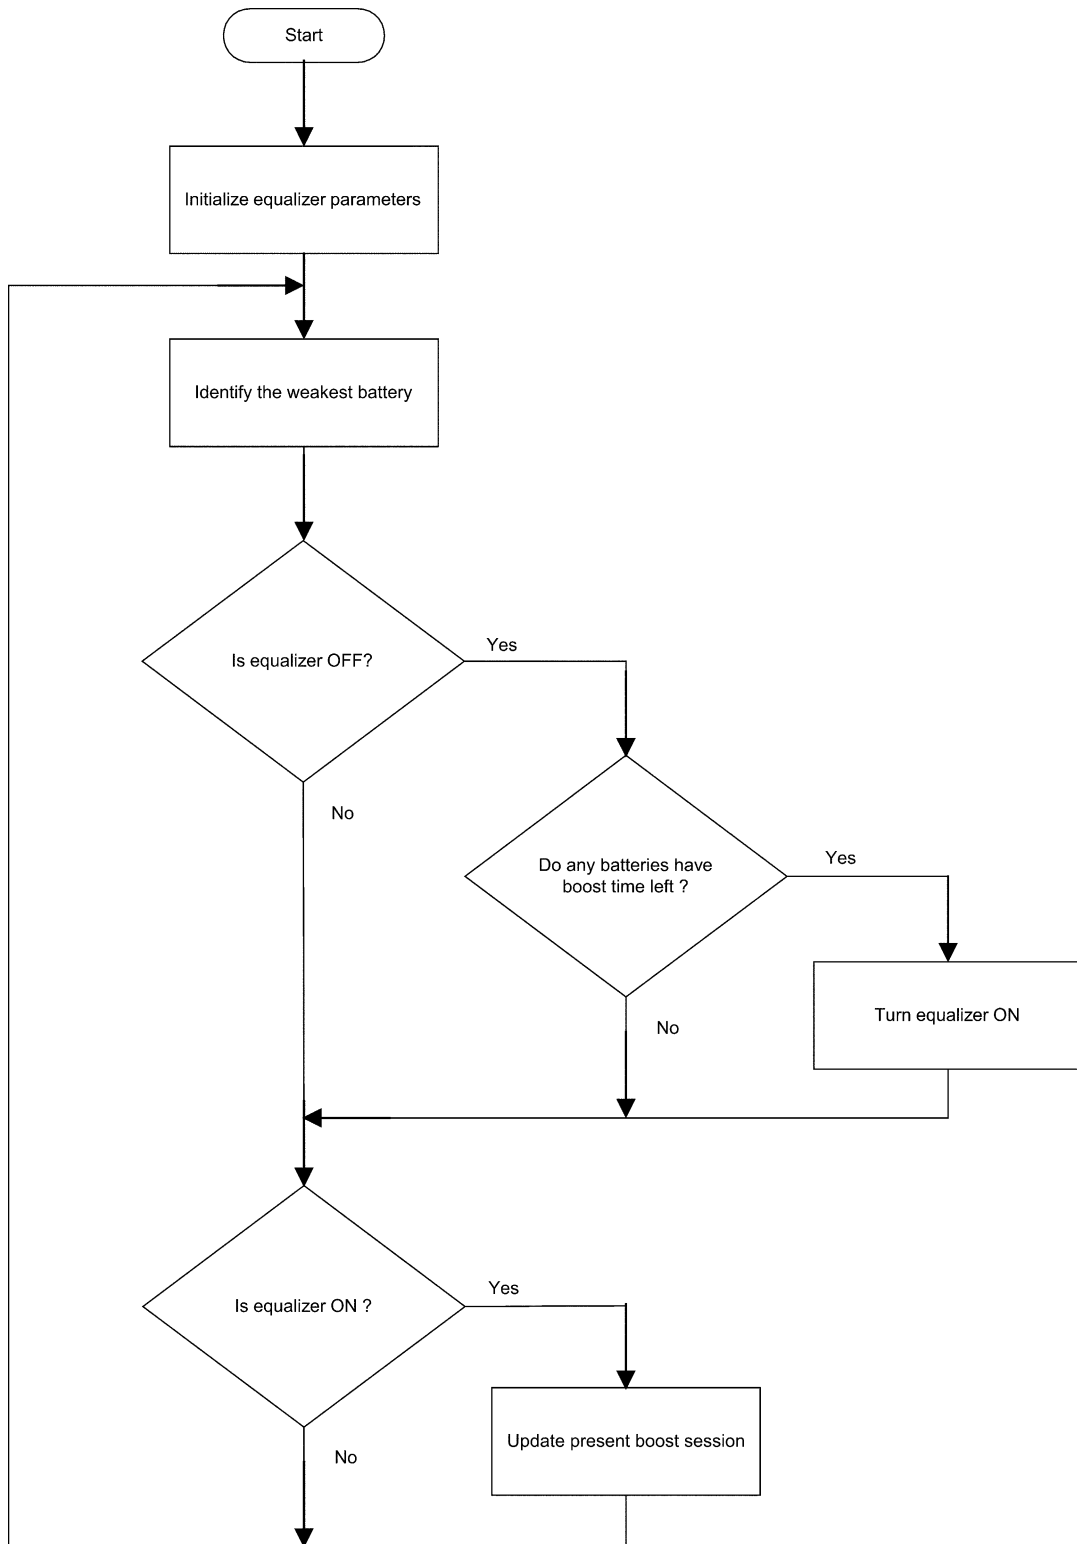 Start
Initialize equalizer parameters
Identify the weakest battery
Is equalizer OFF?
Yes
No
Do any batteries have
boost time left ?
Yes
No
Turn equalizer ON
Is equalizer ON ?
Yes
No
Update present boost session